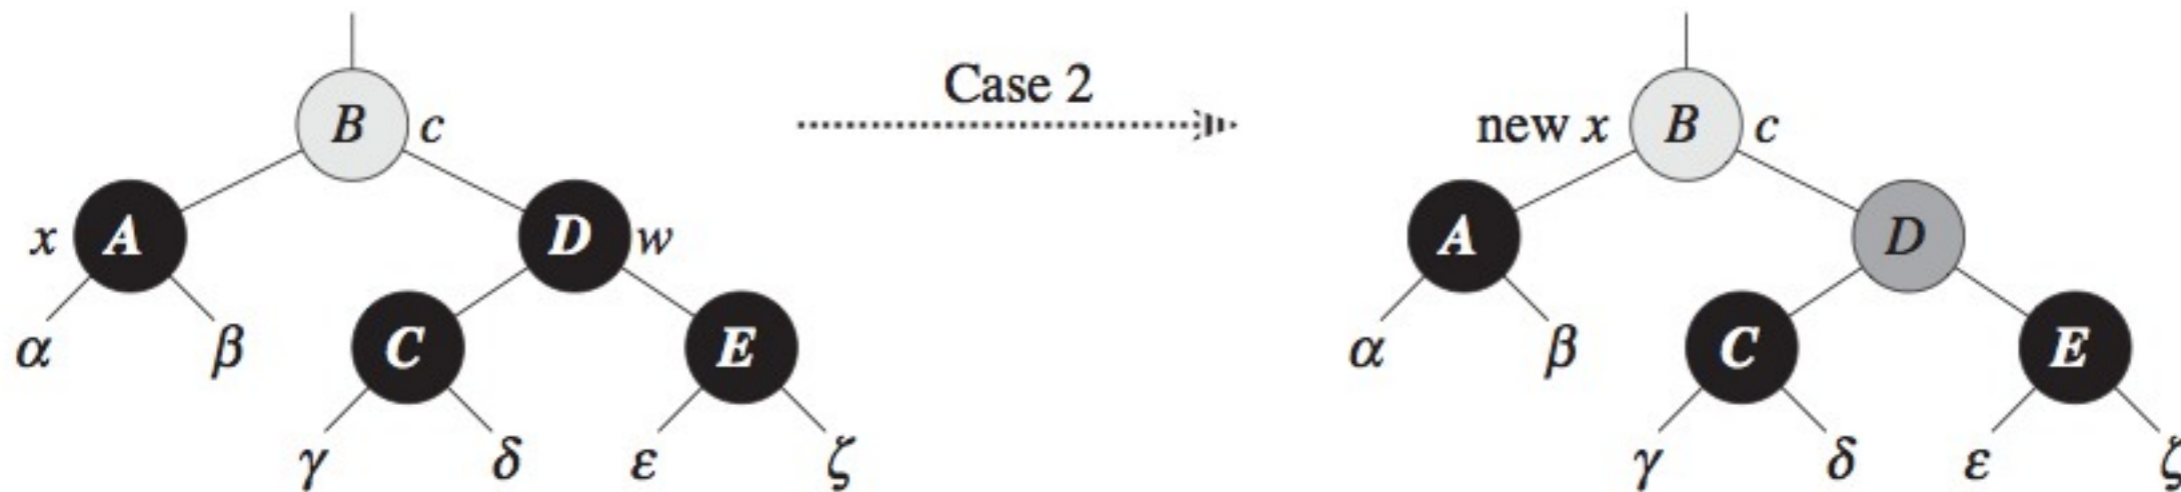 Case 2
B c new x B c
x A D w A D
α β C E α β C E
γ δ ε ζ γ δ ε ζ